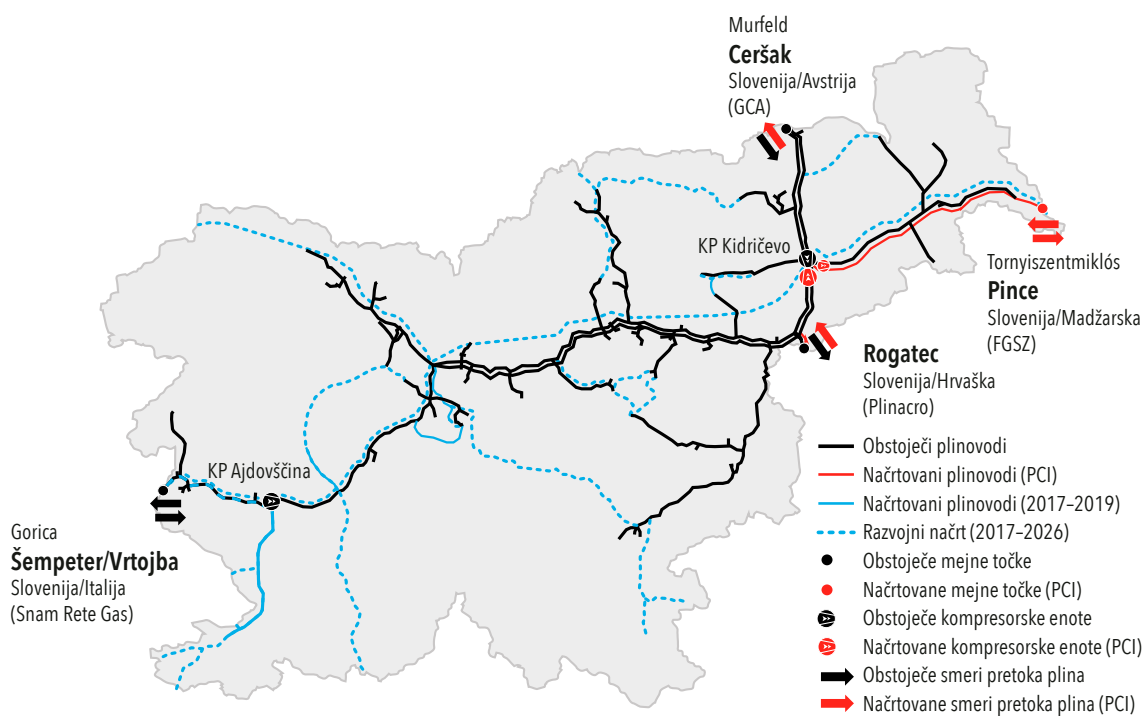 Murfeld
Ceršak
Slovenija/Avstrija
(GCA)
KP Kidričevo
Tornyiszentmiklós
Pince
Slovenija/Madžarska
(FGSZ)
Rogatec
Slovenija/Hrvaška
(Plinacro)
KP Ajdovščina
Gorica
Šempeter/Vrtojba
Slovenija/Italija
(Snam Rete Gas)
Obstoječi plinovodi
Načrtovani plinovodi (PCI)
Načrtovani plinovodi (2017–2019)
Razvojni načrt (2017–2026)
Obstoječe mejne točke
Načrtovane mejne točke (PCI)
Obstoječe kompresorske enote
Načrtovane kompresorske enote (PCI)
Obstoječe smeri pretoka plina
Načrtovane smeri pretoka plina (PCI)